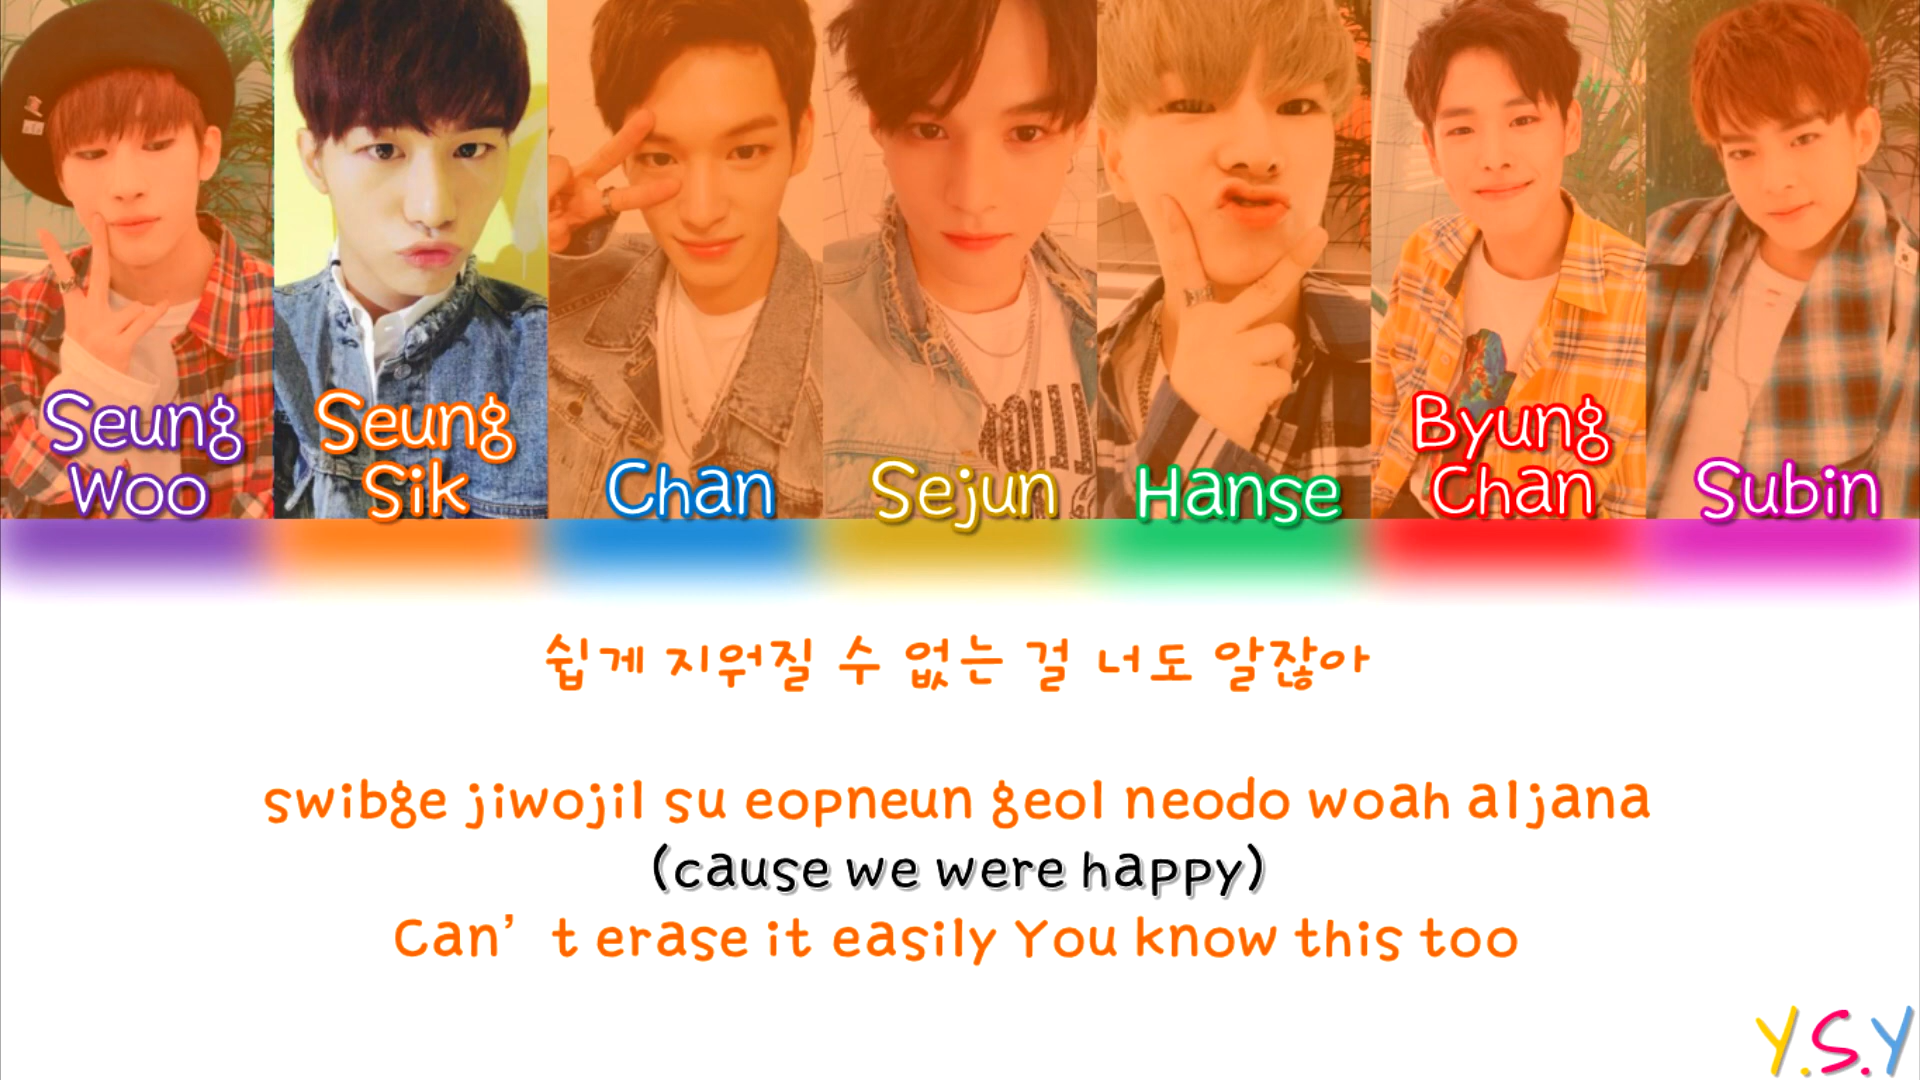 Seung
Woo
Seung
Sik
Chan
Sejun
Hanse
Byung
Chan
Subin
쉽게 지워질 수 없는 걸 너도 알잖아
swibge jiwojil su eopneun geol neodo woah aljana
(cause we were happy)
Can't erase it easily You know this too
Y.S.Y